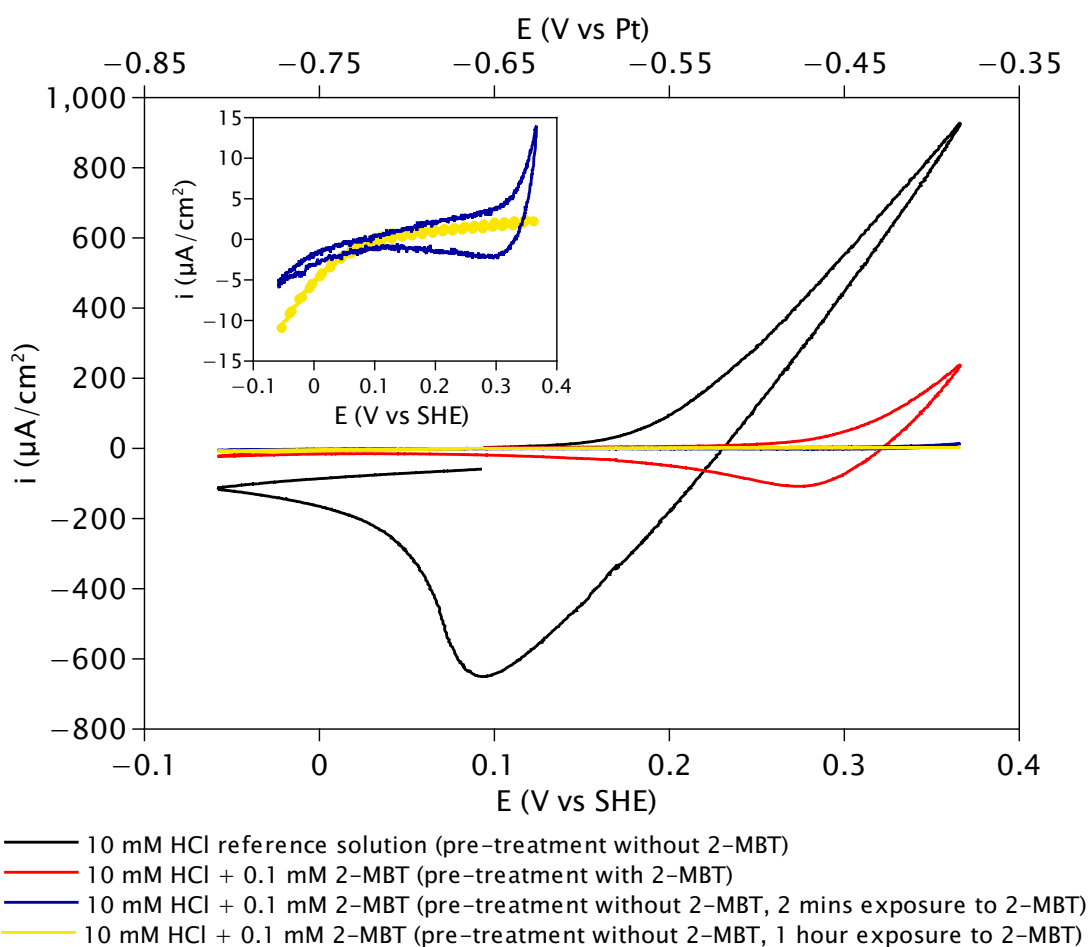 E (V vs Pt)
−0.85 −0.75 −0.65 −0.55 −0.45 −0.35
1,000
800
600
400
200
0
−200
−400
−600
−800
i (µA/cm²)
15
10
5
0
−5
−10
−15
i (µA/cm²)
−0.1 0 0.1 0.2 0.3 0.4
E (V vs SHE)
−0.1 0 0.1 0.2 0.3 0.4
E (V vs SHE)
10 mM HCl reference solution (pre-treatment without 2-MBT)
10 mM HCl + 0.1 mM 2-MBT (pre-treatment with 2-MBT)
10 mM HCl + 0.1 mM 2-MBT (pre-treatment without 2-MBT, 2 mins exposure to 2-MBT)
10 mM HCl + 0.1 mM 2-MBT (pre-treatment without 2-MBT, 1 hour exposure to 2-MBT)